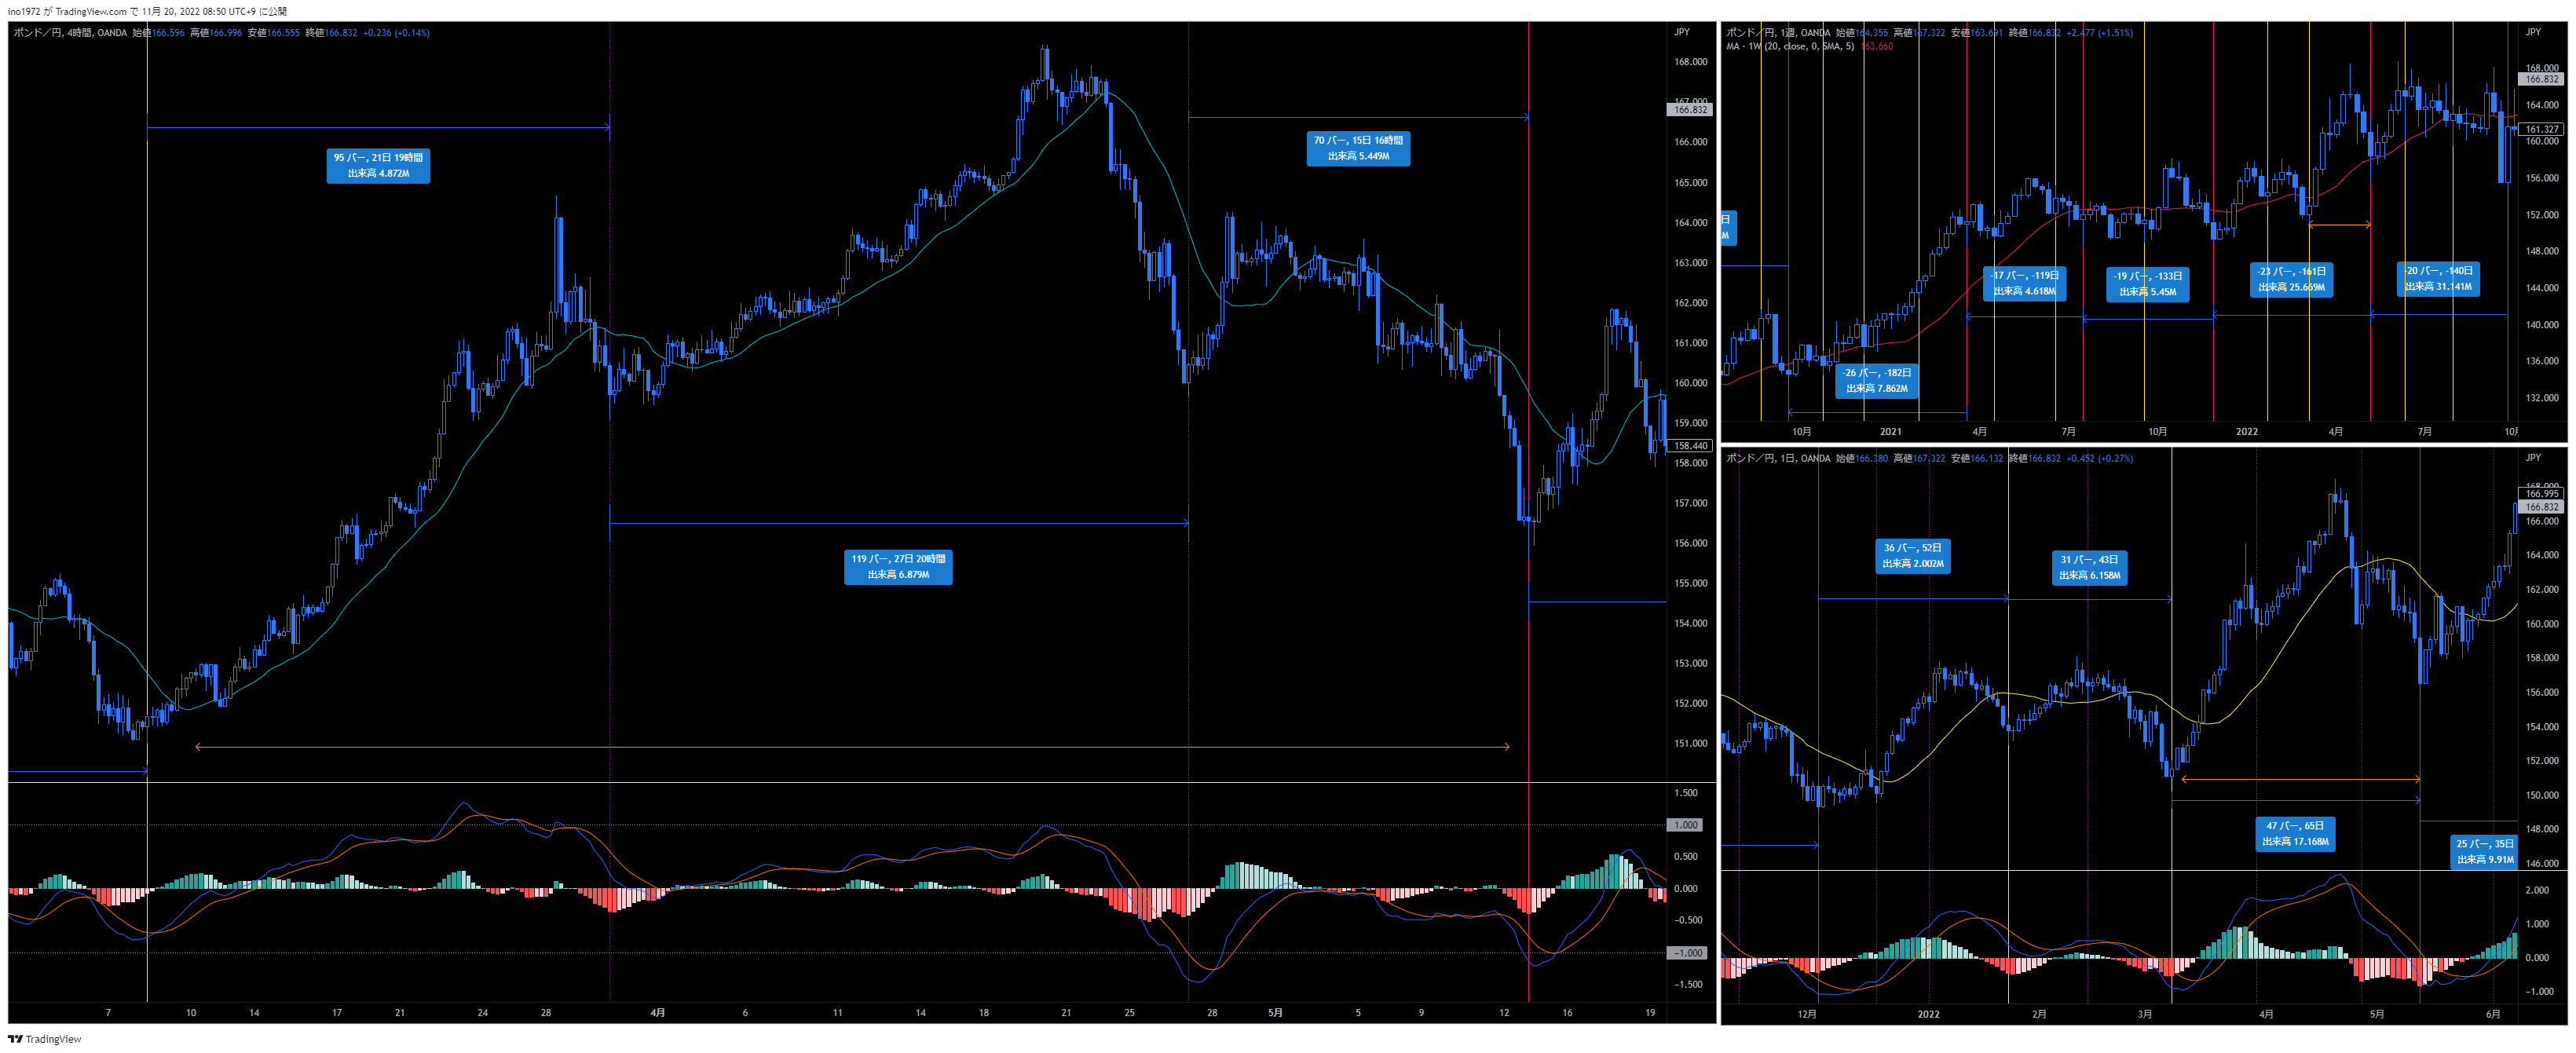 ino1972 が TradingView.com で 11月 20, 2022 08:50 UTC+9 に公開
ポンド／円, 4時間, OANDA 始値166.596 高値166.996 安値166.555 終値166.832 +0.236 (+0.14%)
JPY
168.000
167.000
166.832
166.000
165.000
164.000
163.000
162.000
161.000
160.000
159.000
158.440
158.000
157.000
156.000
155.000
154.000
153.000
152.000
151.000
95 バー, 21日 19時間
出来高 4.872M
70 バー, 15日 16時間
出来高 5.449M
119 バー, 27日 20時間
出来高 6.879M
1.500
1.000
0.500
0.000
−0.500
−1.000
−1.500
7 10 14 17 21 24 28 4月 6 11 14 18 21 25 28 5月 5 9 12 16 19
ポンド／円, 1週, OANDA 始値164.355 高値167.322 安値163.691 終値166.832 +2.477 (+1.51%)
MA・1W (20, close, 0, SMA, 5) 163.660
JPY
168.000
166.832
164.000
161.327
160.000
156.000
152.000
148.000
144.000
140.000
136.000
132.000
日
M
-26 バー, -182日
出来高 7.862M
-17 バー, -119日
出来高 4.618M
-19 バー, -133日
出来高 5.45M
-23 バー, -161日
出来高 25.669M
-20 バー, -140日
出来高 31.141M
10月 2021 4月 7月 10月 2022 4月 7月 10月
ポンド／円, 1日, OANDA 始値166.380 高値167.322 安値166.132 終値166.832 +0.452 (+0.27%)
JPY
168.000
166.995
166.832
166.000
164.000
162.000
160.000
158.000
156.000
154.000
152.000
150.000
148.000
146.000
36 バー, 52日
出来高 2.002M
31 バー, 43日
出来高 6.158M
47 バー, 65日
出来高 17.168M
25 バー, 35日
出来高 9.91M
2.000
1.000
0.000
−1.000
12月 2022 2月 3月 4月 5月 6月
TradingView